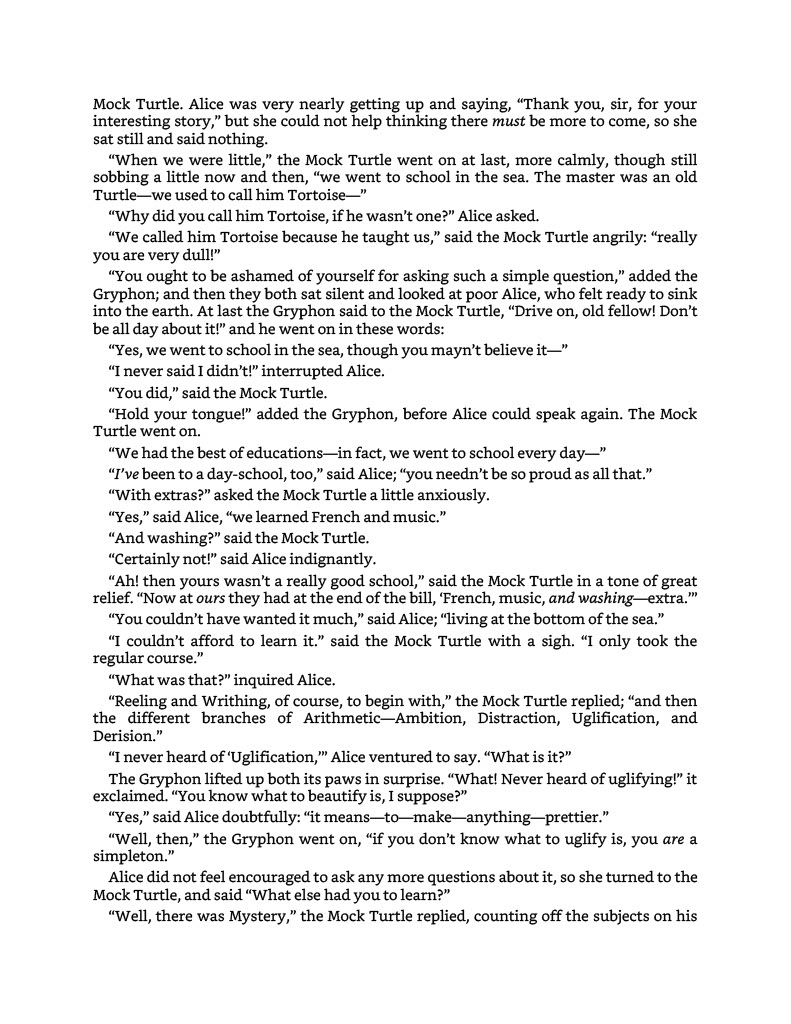 Mock Turtle. Alice was very nearly getting up and saying, “Thank you, sir, for your
interesting story,” but she could not help thinking there must be more to come, so she
sat still and said nothing.
“When we were little,” the Mock Turtle went on at last, more calmly, though still
sobbing a little now and then, “we went to school in the sea. The master was an old
Turtle—we used to call him Tortoise—”
“Why did you call him Tortoise, if he wasn’t one?” Alice asked.
“We called him Tortoise because he taught us,” said the Mock Turtle angrily: “really
you are very dull!”
“You ought to be ashamed of yourself for asking such a simple question,” added the
Gryphon; and then they both sat silent and looked at poor Alice, who felt ready to sink
into the earth. At last the Gryphon said to the Mock Turtle, “Drive on, old fellow! Don’t
be all day about it!” and he went on in these words:
“Yes, we went to school in the sea, though you mayn’t believe it—”
“I never said I didn’t!” interrupted Alice.
“You did,” said the Mock Turtle.
“Hold your tongue!” added the Gryphon, before Alice could speak again. The Mock
Turtle went on.
“We had the best of educations—in fact, we went to school every day—”
“I’ve been to a day-school, too,” said Alice; “you needn’t be so proud as all that.”
“With extras?” asked the Mock Turtle a little anxiously.
“Yes,” said Alice, “we learned French and music.”
“And washing?” said the Mock Turtle.
“Certainly not!” said Alice indignantly.
“Ah! then yours wasn’t a really good school,” said the Mock Turtle in a tone of great
relief. “Now at ours they had at the end of the bill, ‘French, music, and washing—extra.’”
“You couldn’t have wanted it much,” said Alice; “living at the bottom of the sea.”
“I couldn’t afford to learn it.” said the Mock Turtle with a sigh. “I only took the
regular course.”
“What was that?” inquired Alice.
“Reeling and Writhing, of course, to begin with,” the Mock Turtle replied; “and then
the different branches of Arithmetic—Ambition, Distraction, Uglification, and
Derision.”
“I never heard of ‘Uglification,’” Alice ventured to say. “What is it?”
The Gryphon lifted up both its paws in surprise. “What! Never heard of uglifying!” it
exclaimed. “You know what to beautify is, I suppose?”
“Yes,” said Alice doubtfully: “it means—to—make—anything—prettier.”
“Well, then,” the Gryphon went on, “if you don’t know what to uglify is, you are a
simpleton.”
Alice did not feel encouraged to ask any more questions about it, so she turned to the
Mock Turtle, and said “What else had you to learn?”
“Well, there was Mystery,” the Mock Turtle replied, counting off the subjects on his